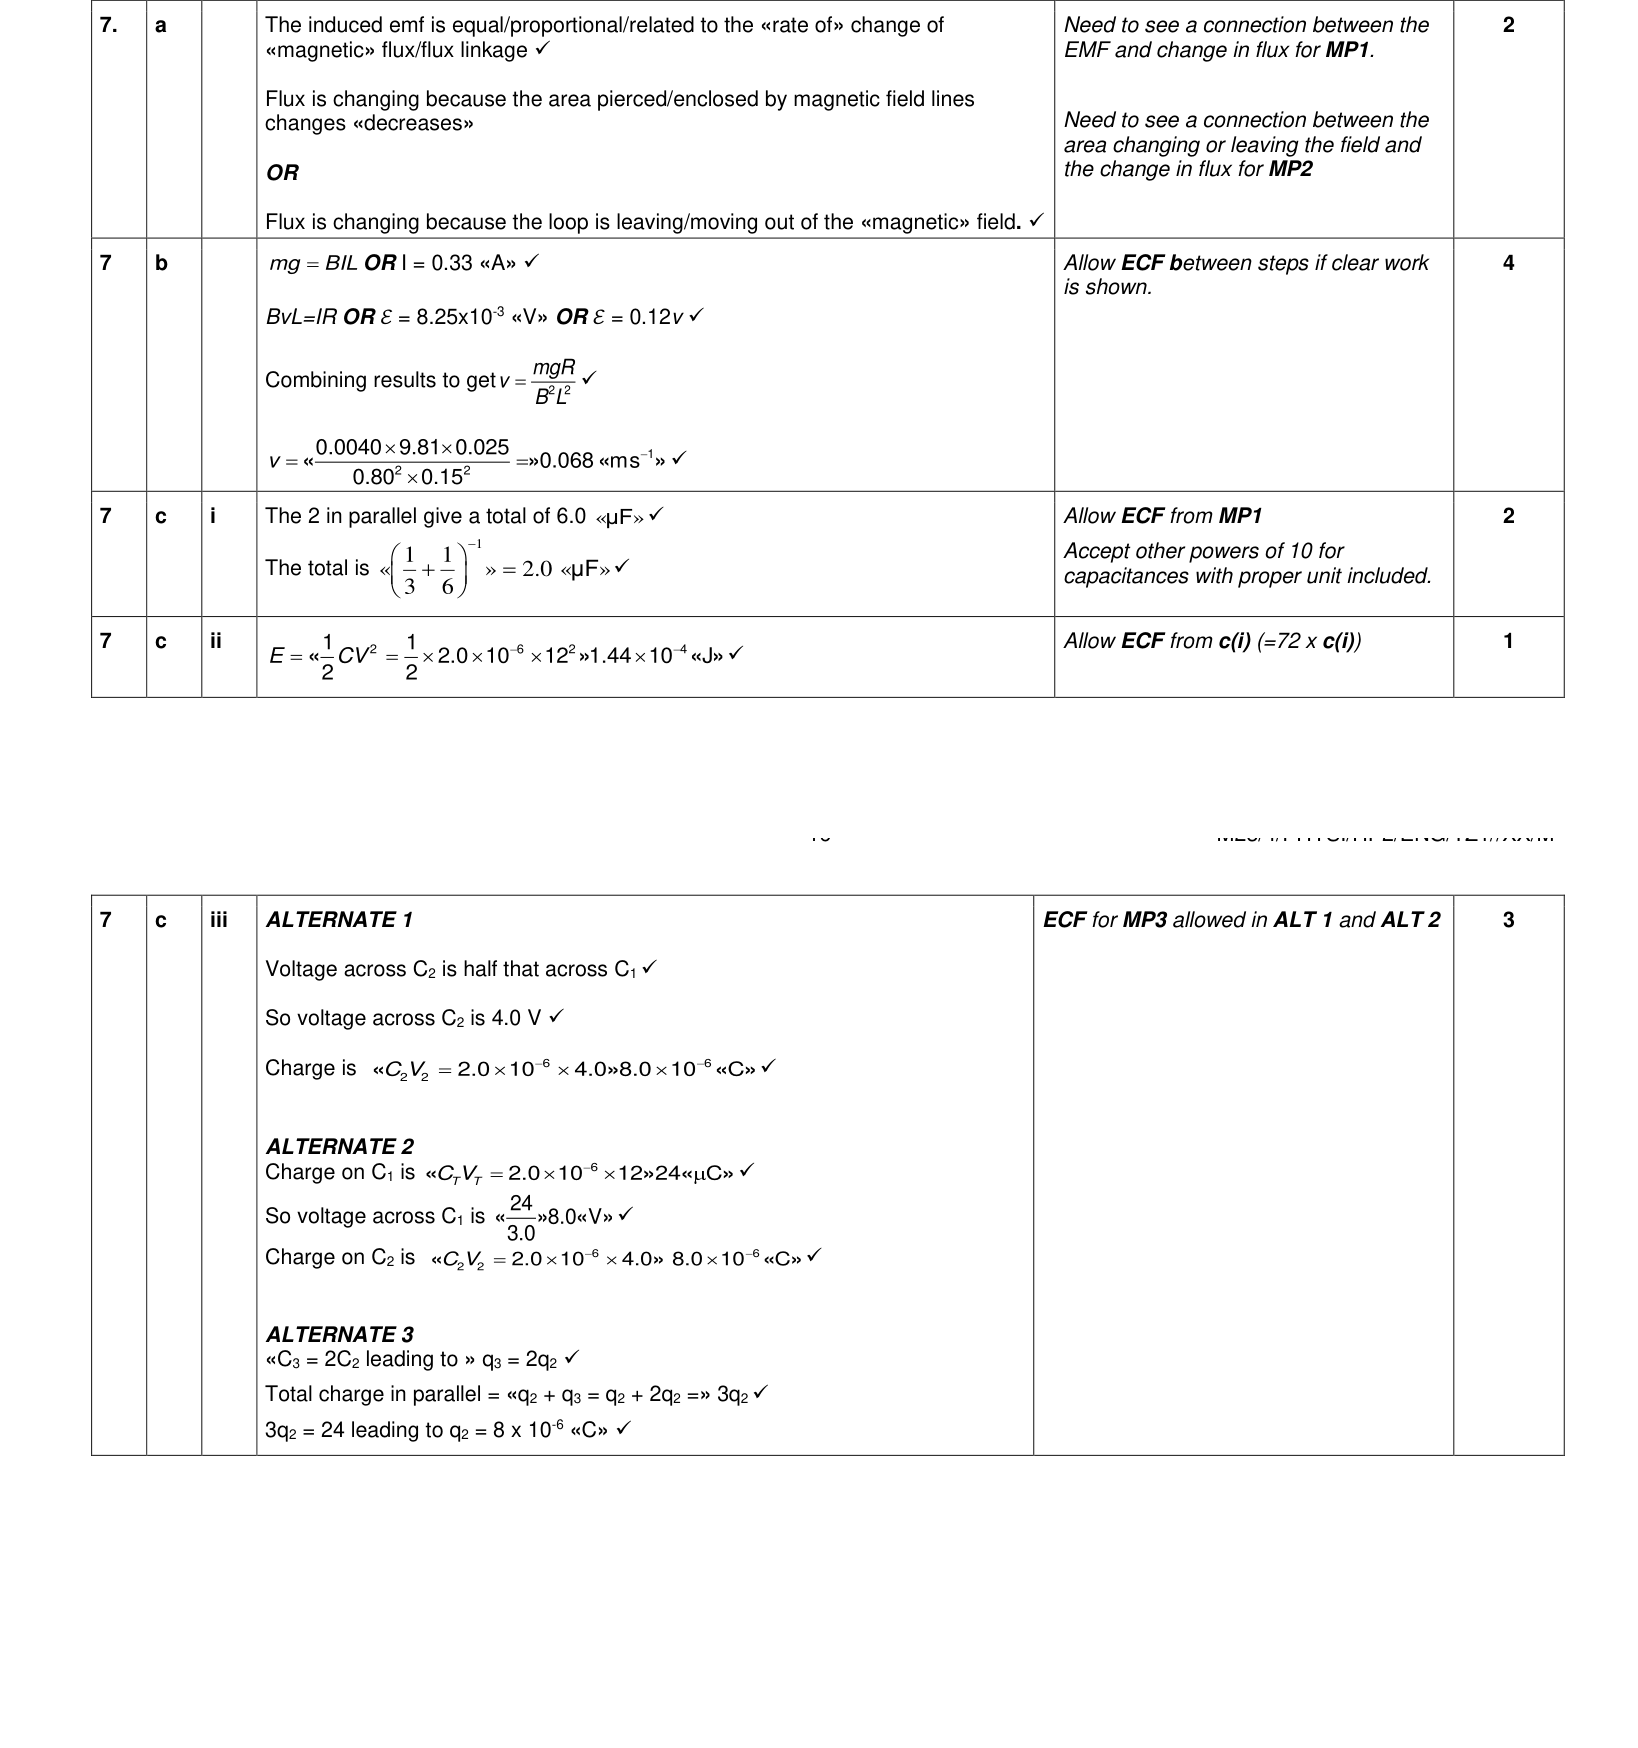 7. a The induced emf is equal/proportional/related to the «rate of» change of
«magnetic» flux/flux linkage ✓
Flux is changing because the area pierced/enclosed by magnetic field lines
changes «decreases»
OR
Flux is changing because the loop is leaving/moving out of the «magnetic» field. ✓
Need to see a connection between the
EMF and change in flux for MP1.
Need to see a connection between the
area changing or leaving the field and
the change in flux for MP2
2
7 b mg = BIL OR I = 0.33 «A» ✓
BvL=IR OR ℰ = 8.25x10⁻³ «V» OR ℰ = 0.12v ✓
Combining results to get v = mgR / B²L² ✓
v = « 0.0040×9.81×0.025 / 0.80²×0.15² =»0.068 «ms⁻¹» ✓
Allow ECF between steps if clear work
is shown.
4
7 c i The 2 in parallel give a total of 6.0 «µF» ✓
The total is «(1/3 + 1/6)⁻¹» = 2.0 «µF» ✓
Allow ECF from MP1
Accept other powers of 10 for
capacitances with proper unit included.
2
7 c ii E = «1/2 CV² = 1/2 × 2.0×10⁻⁶ ×12²»1.44×10⁻⁴ «J» ✓
Allow ECF from c(i) (=72 x c(i))
1
7 c iii ALTERNATE 1
Voltage across C₂ is half that across C₁ ✓
So voltage across C₂ is 4.0 V ✓
Charge is «C₂V₂ = 2.0×10⁻⁶ × 4.0»8.0×10⁻⁶ «C» ✓
ALTERNATE 2
Charge on C₁ is «C_TV_T = 2.0×10⁻⁶ ×12»24«µC» ✓
So voltage across C₁ is «24/3.0»8.0«V» ✓
Charge on C₂ is «C₂V₂ = 2.0×10⁻⁶ × 4.0» 8.0×10⁻⁶ «C» ✓
ALTERNATE 3
«C₃ = 2C₂ leading to » q₃ = 2q₂ ✓
Total charge in parallel = «q₂ + q₃ = q₂ + 2q₂ =» 3q₂ ✓
3q₂ = 24 leading to q₂ = 8 x 10⁻⁶ «C» ✓
ECF for MP3 allowed in ALT 1 and ALT 2
3